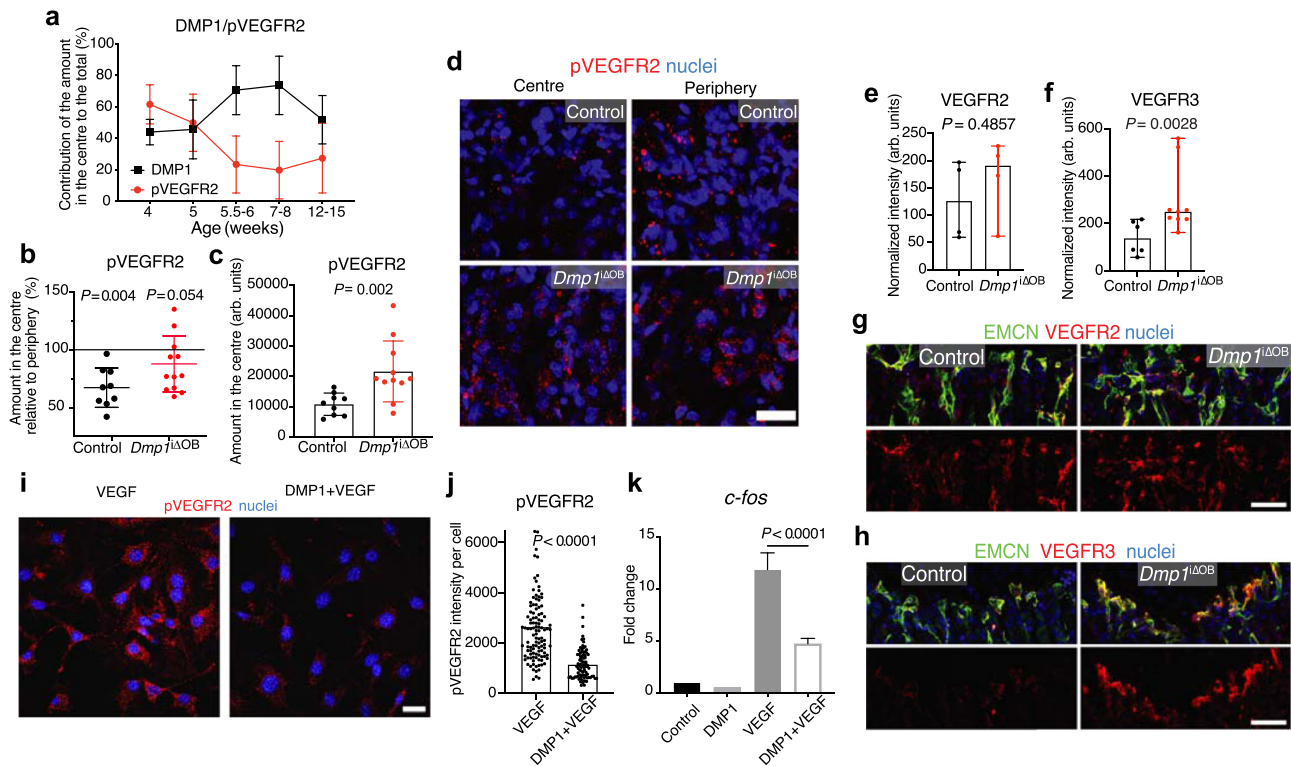 a
DMP1/pVEGFR2
Contribution of the amount
in the centre to the total (%)
100
80
60
40
20
0
DMP1
pVEGFR2
4
5
5.5-6
7-8
12-15
Age (weeks)
b
pVEGFR2
P=0.004
P=0.054
Amount in the centre
relative to periphery (%)
150
100
50
Control
Dmp1iΔOB
c
pVEGFR2
P= 0.002
Amount in the centre (arb. units)
50000
40000
30000
20000
10000
0
Control
Dmp1iΔOB
d
pVEGFR2 nuclei
Centre
Periphery
Control
Control
Dmp1iΔOB
Dmp1iΔOB
e
VEGFR2
P = 0.4857
Normalized intensity (arb. units)
250
200
150
100
50
0
Control
Dmp1iΔOB
f
VEGFR3
P = 0.0028
Normalized intensity (arb. units)
600
400
200
0
Control
Dmp1iΔOB
g
EMCN VEGFR2 nuclei
Control
Dmp1iΔOB
h
EMCN VEGFR3 nuclei
Control
Dmp1iΔOB
i
VEGF
DMP1+VEGF
pVEGFR2 nuclei
j
pVEGFR2
P < 0.0001
pVEGFR2 intensity per cell
6000
4000
2000
0
VEGF
DMP1+VEGF
k
c-fos
P < 0.0001
Fold change
15
10
5
0
Control
DMP1
VEGF
DMP1+VEGF